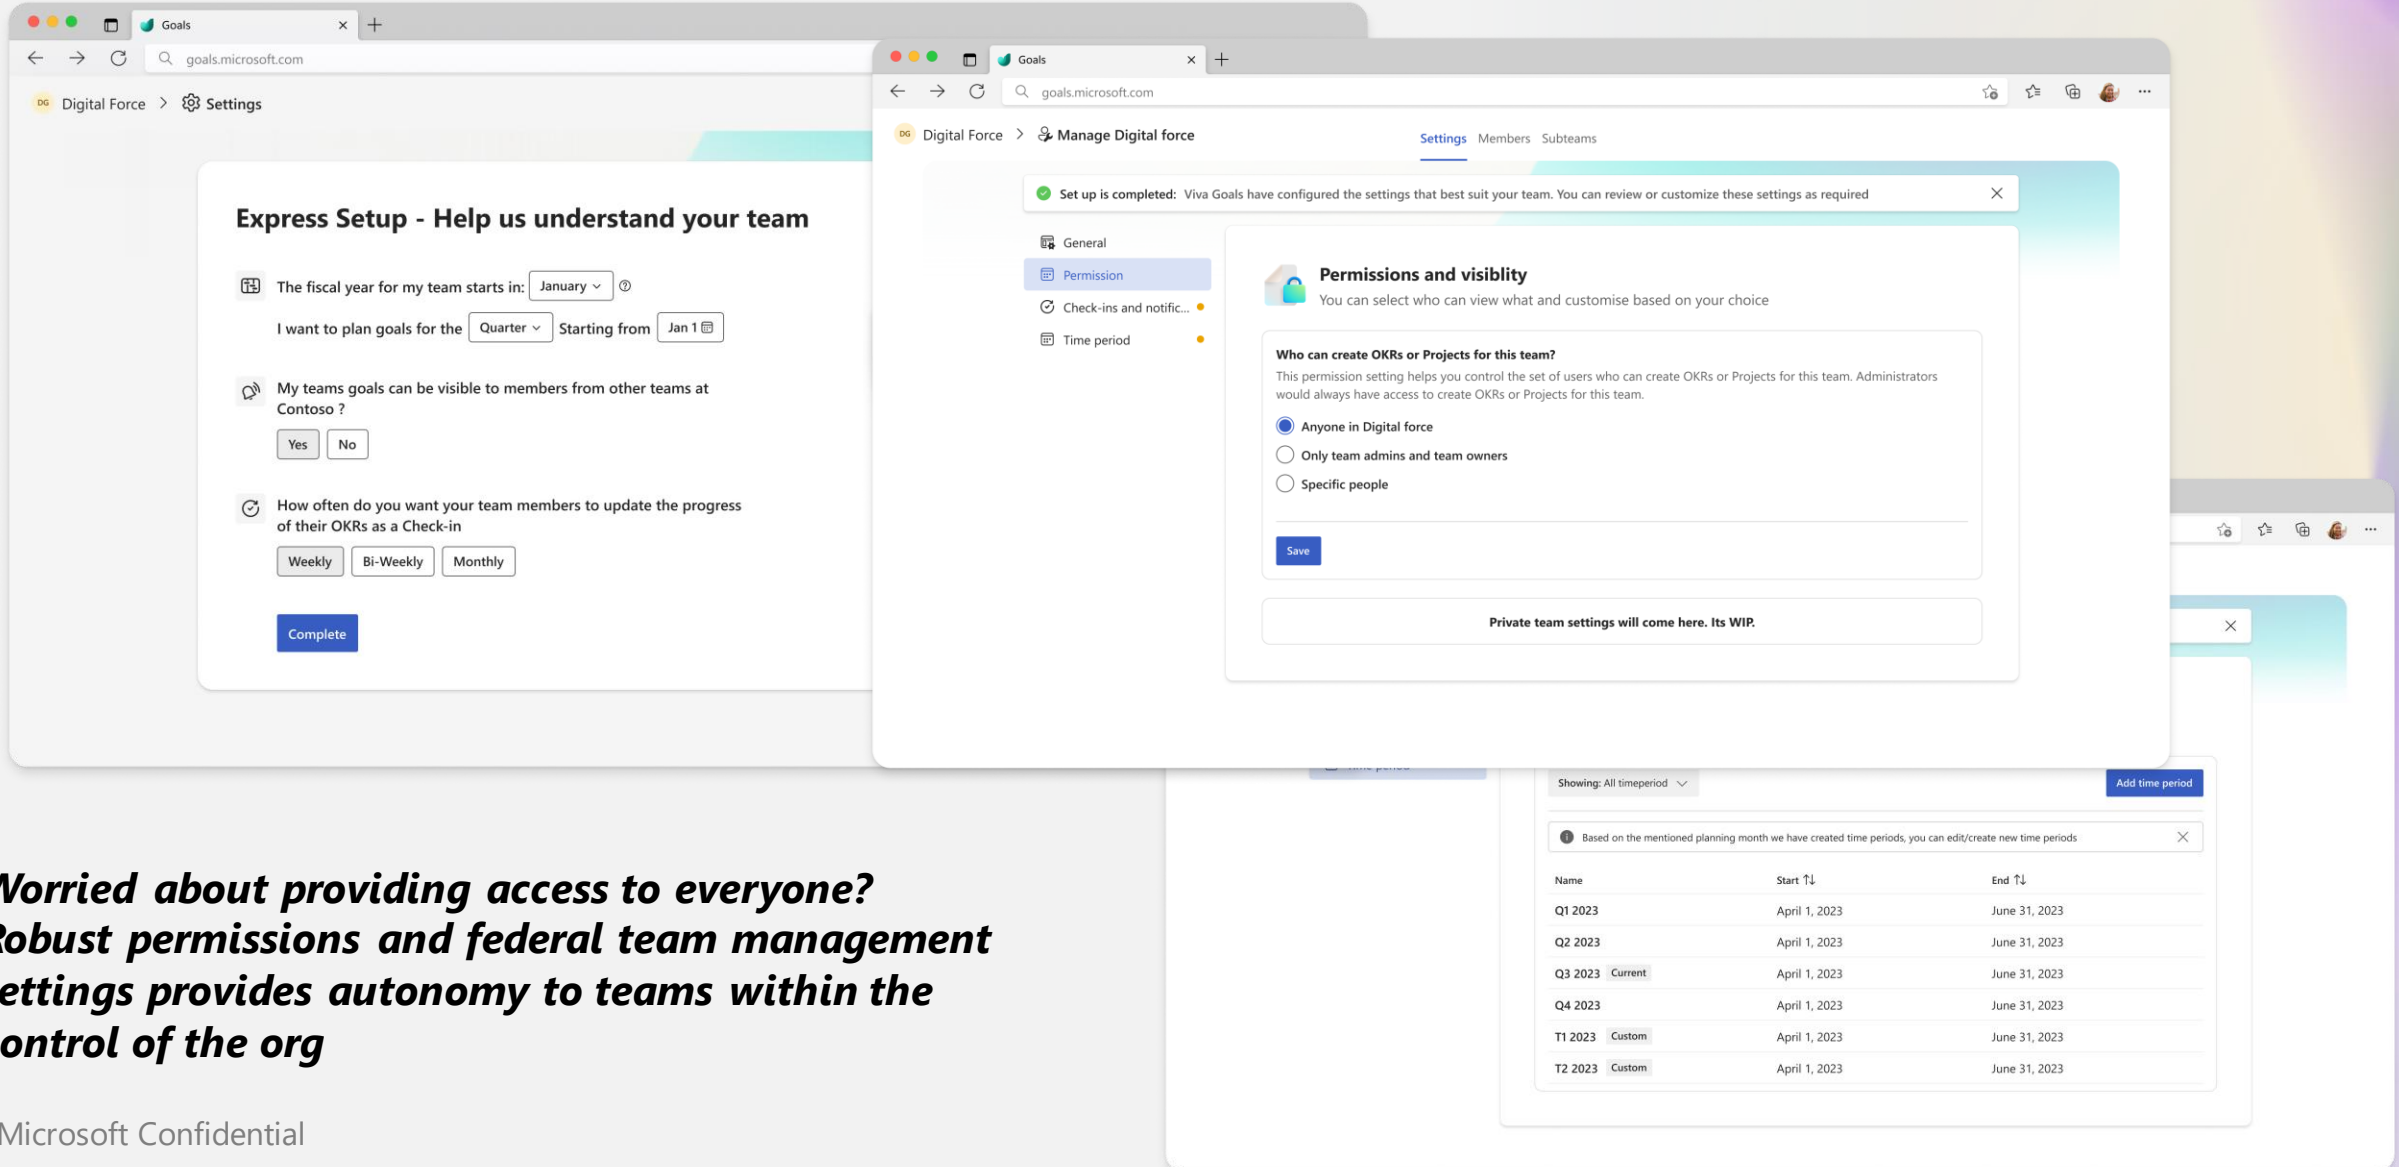 Goals
goals.microsoft.com
DG Digital Force > Settings
Express Setup - Help us understand your team
The fiscal year for my team starts in: January
I want to plan goals for the Quarter Starting from Jan 1
My teams goals can be visible to members from other teams at
Contoso ?
Yes No
How often do you want your team members to update the progress
of their OKRs as a Check-in
Weekly Bi-Weekly Monthly
Complete
Goals
goals.microsoft.com
DG Digital Force > Manage Digital force
Settings Members Subteams
Set up is completed: Viva Goals have configured the settings that best suit your team. You can review or customize these settings as required
General
Permission
Check-ins and notific...
Time period
Permissions and visiblity
You can select who can view what and customise based on your choice
Who can create OKRs or Projects for this team?
This permission setting helps you control the set of users who can create OKRs or Projects for this team. Administrators
would always have access to create OKRs or Projects for this team.
Anyone in Digital force
Only team admins and team owners
Specific people
Save
Private team settings will come here. Its WIP.
Showing: All timeperiod
Add time period
Based on the mentioned planning month we have created time periods, you can edit/create new time periods
Name Start ↑↓ End ↑↓
Q1 2023 April 1, 2023 June 31, 2023
Q2 2023 April 1, 2023 June 31, 2023
Q3 2023 Current April 1, 2023 June 31, 2023
Q4 2023 April 1, 2023 June 31, 2023
T1 2023 Custom April 1, 2023 June 31, 2023
T2 2023 Custom April 1, 2023 June 31, 2023
Worried about providing access to everyone?
Robust permissions and federal team management
ettings provides autonomy to teams within the
ontrol of the org
Microsoft Confidential